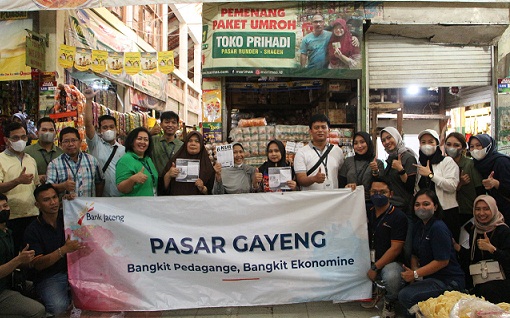 PEMENANG
PAKET UMROH
TOKO PRIHADI
PASAR BUNDER - SRAGEN
Bank Jateng
PASAR GAYENG
Bangkit Pedagange, Bangkit Ekonomine